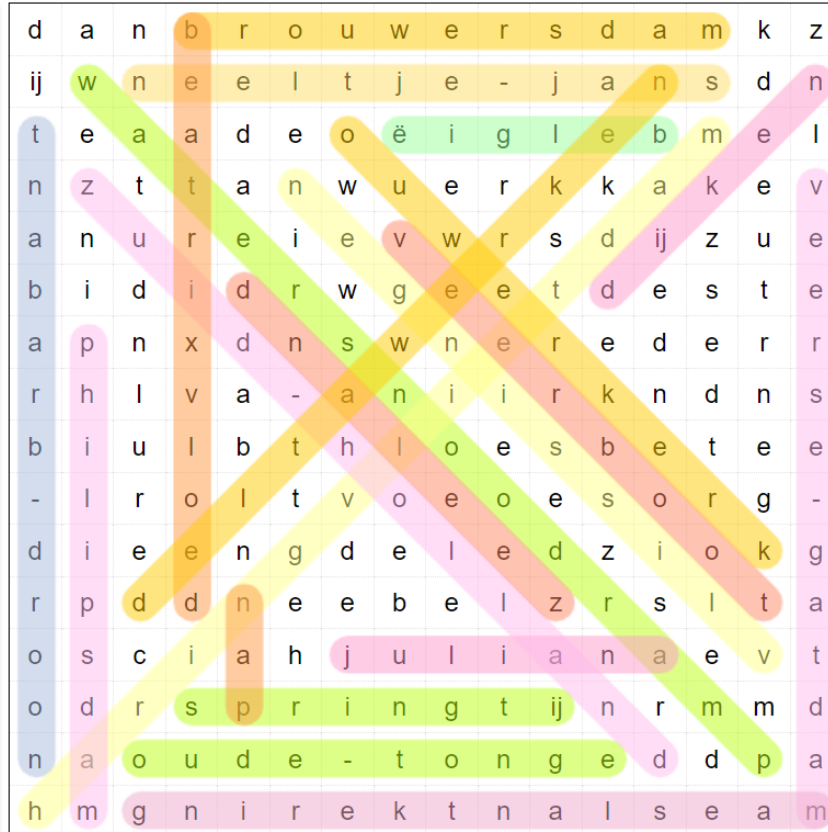 d a n b r o u w e r s d a m k z
ij w n e e l t j e - j a n s d n
t e a a d e o ë i g l e b m e l
n z t t a n w u e r k k a k e v
a n u r e i e v w r s d ij z u e
b i d i d r w g e e t d e s t e
a p n x d n s w n e r e d e r r
r h l v a - a n i i r k n d n s
b i u l b t h l o e s b e t e e
- l r o l t v o e o e s o r g -
d i e e n g d e l e d z i o k g
r p d d n e e b e l z r s l t a
o s c i a h j u l i a n a e v t
o d r s p r i n g t ij n r m m d
n a o u d e - t o n g e d d p a
h m g n i r e k t n a l s e a m